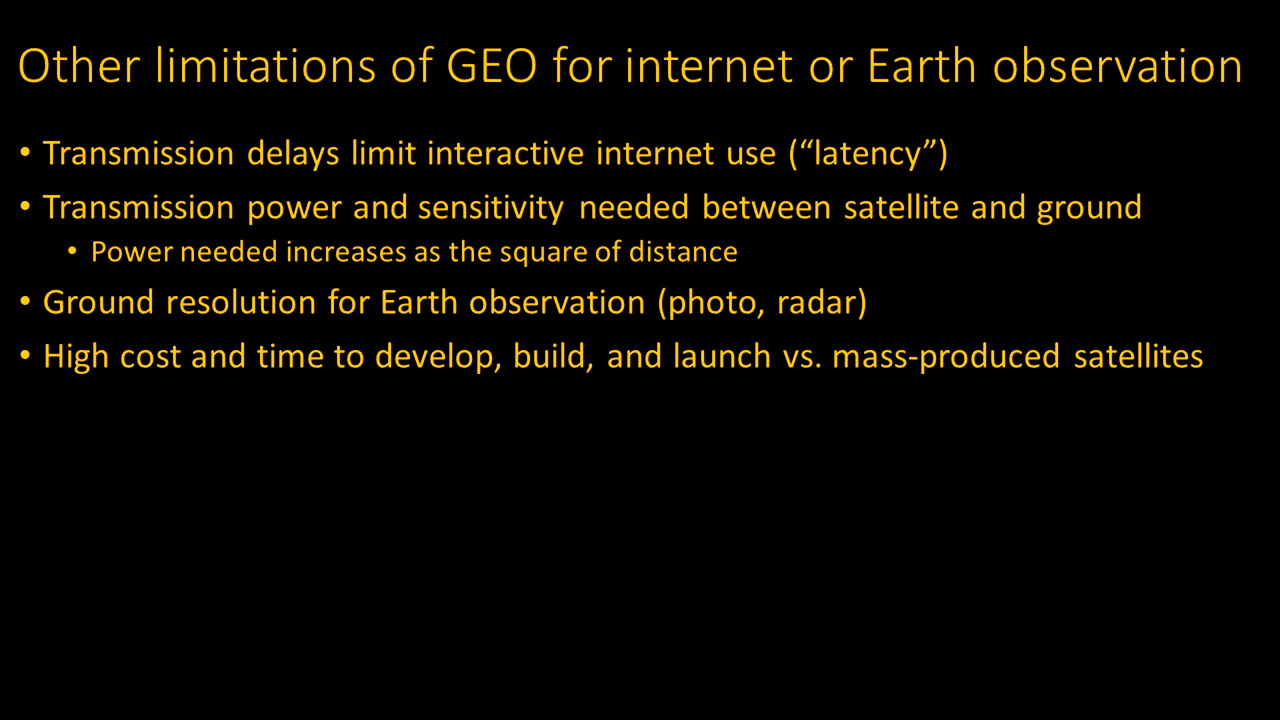 Other limitations of GEO for internet or Earth observation
• Transmission delays limit interactive internet use (“latency”)
• Transmission power and sensitivity needed between satellite and ground
• Power needed increases as the square of distance
• Ground resolution for Earth observation (photo, radar)
• High cost and time to develop, build, and launch vs. mass-produced satellites